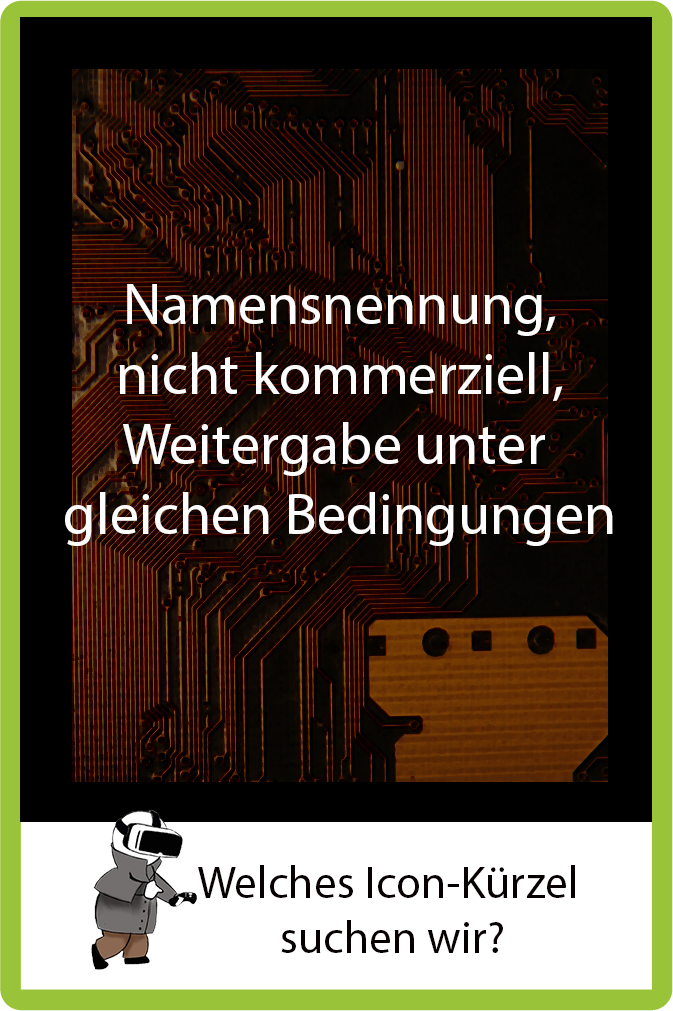 Namensnennung,
nicht kommerziell,
Weitergabe unter
gleichen Bedingungen
Welches Icon-Kürzel
suchen wir?